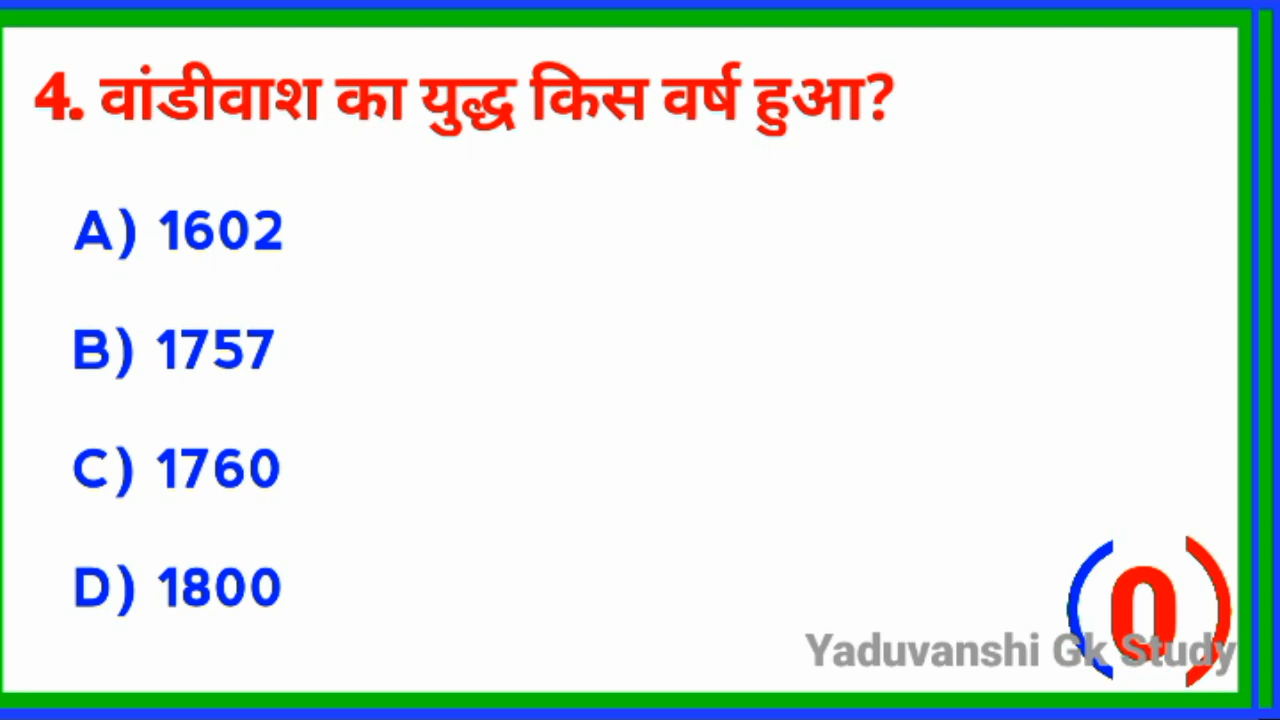 4. वांडीवाश का युद्ध किस वर्ष हुआ?
A) 1602
B) 1757
C) 1760
D) 1800
0
Yaduvanshi Gk Study